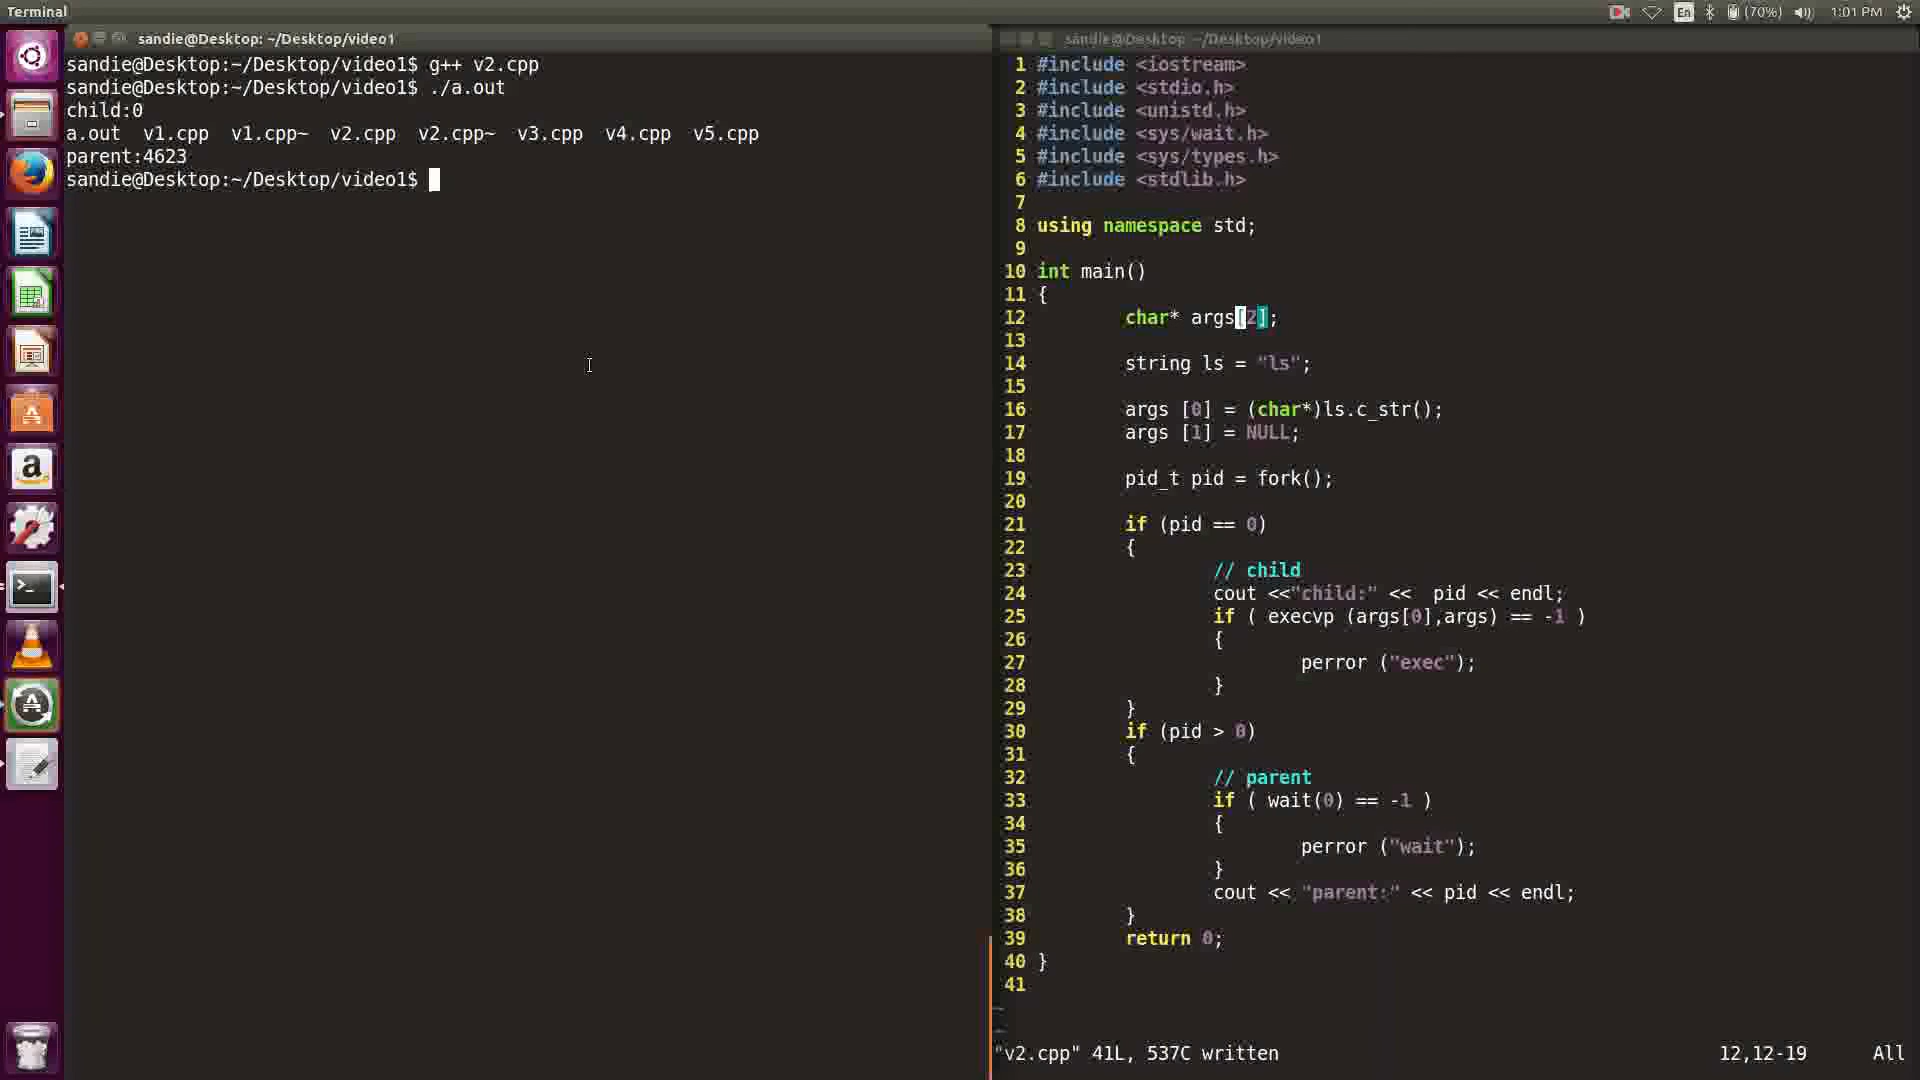 Terminal
En (70%) 1:01 PM
sandie@Desktop: ~/Desktop/video1
sandie@Desktop:~/Desktop/video1$ g++ v2.cpp
sandie@Desktop:~/Desktop/video1$ ./a.out
child:0
a.out v1.cpp v1.cpp~ v2.cpp v2.cpp~ v3.cpp v4.cpp v5.cpp
parent:4623
sandie@Desktop:~/Desktop/video1$
sandie@Desktop: ~/Desktop/video1
1 #include <iostream>
2 #include <stdio.h>
3 #include <unistd.h>
4 #include <sys/wait.h>
5 #include <sys/types.h>
6 #include <stdlib.h>
7
8 using namespace std;
9
10 int main()
11 {
12 char* args[2];
13
14 string ls = "ls";
15
16 args [0] = (char*)ls.c_str();
17 args [1] = NULL;
18
19 pid_t pid = fork();
20
21 if (pid == 0)
22 {
23 // child
24 cout <<"child:" <<  pid << endl;
25 if ( execvp (args[0],args) == -1 )
26 {
27 perror ("exec");
28 }
29 }
30 if (pid > 0)
31 {
32 // parent
33 if ( wait(0) == -1 )
34 {
35 perror ("wait");
36 }
37 cout << "parent:" << pid << endl;
38 }
39 return 0;
40 }
41
~
~
"v2.cpp" 41L, 537C written 12,12-19 All